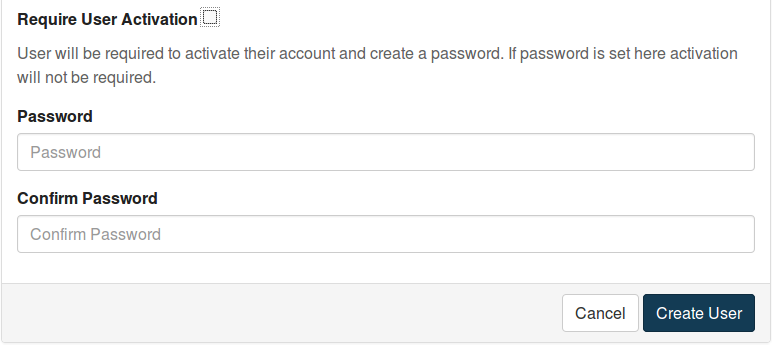 Require User Activation
User will be required to activate their account and create a password. If password is set here activation
will not be required.
Password
Password
Confirm Password
Confirm Password
Cancel
Create User